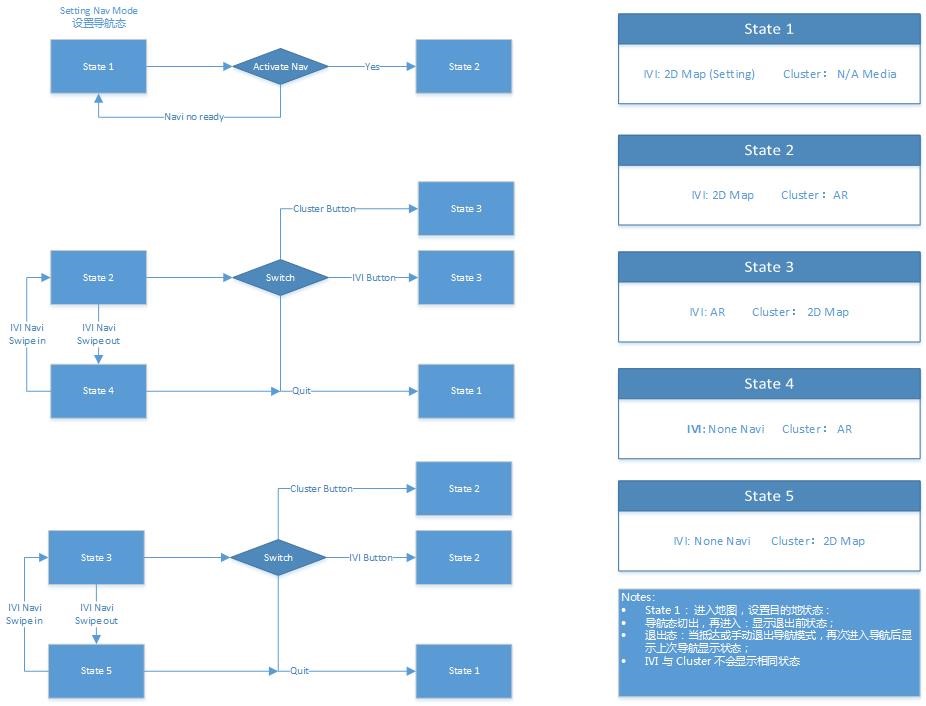 Setting Nav Mode
设置导航态
State 1
Activate Nav
Yes
State 2
Navi no ready
Cluster Button
State 3
State 2
Switch
IVI Button
State 3
IVI Navi
Swipe in
IVI Navi
Swipe out
State 4
Quit
State 1
Cluster Button
State 2
State 3
Switch
IVI Button
State 2
IVI Navi
Swipe in
IVI Navi
Swipe out
State 5
Quit
State 1
State 1
IVI: 2D Map (Setting) Cluster： N/A Media
State 2
IVI: 2D Map Cluster： AR
State 3
IVI: AR Cluster： 2D Map
State 4
IVI: None Navi Cluster： AR
State 5
IVI: None Navi Cluster：2D Map
Notes：
• State 1 ：进入地图，设置目的地状态；
• 导航态切出，再进入：显示退出前状态；
• 退出态：当抵达或手动退出导航模式，再次进入导航后显
示上次导航显示状态；
• IVI 与 Cluster 不会显示相同状态